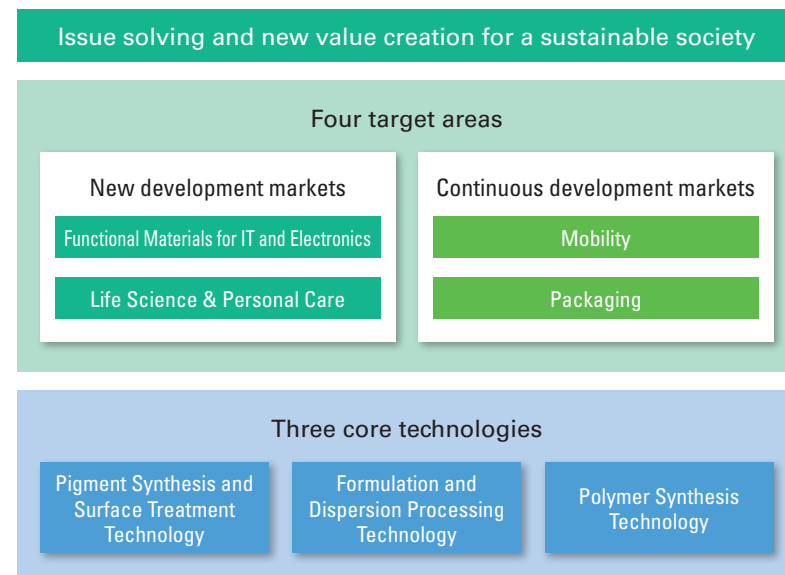 Issue solving and new value creation for a sustainable society
Four target areas
New development markets
Functional Materials for IT and Electronics
Life Science & Personal Care
Continuous development markets
Mobility
Packaging
Three core technologies
Pigment Synthesis and
Surface Treatment
Technology
Formulation and
Dispersion Processing
Technology
Polymer Synthesis
Technology